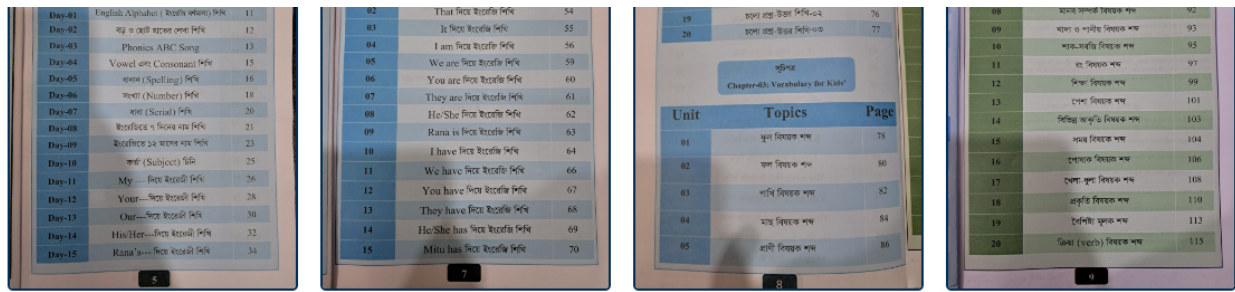 Day-01 English Alphabet ( ইংরেজি বর্ণমালা) শিখি 11
Day-02 বড় ও ছোট হাতের লেখা শিখি 12
Day-03 Phonics ABC Song 13
Day-04 Vowel এবং Consonant শিখি 15
Day-05 বানান (Spelling) শিখি 16
Day-06 সংখ্যা (Number) শিখি 18
Day-07 ধারা (Serial) শিখি 20
Day-08 ইংরেজিতে ৭ দিনের নাম শিখি 21
Day-09 ইংরেজিতে ১২ মাসের নাম শিখি 23
Day-10 কর্তা (Subject) চিনি 25
Day-11 My --- দিয়ে ইংরেজী শিখি 26
Day-12 Your---দিয়ে ইংরেজী শিখি 28
Day-13 Our---দিয়ে ইংরেজী শিখি 30
Day-14 His/Her---দিয়ে ইংরেজী শিখি 32
Day-15 Rana's--- দিয়ে ইংরেজী শিখি 34
5
02 That দিয়ে ইংরেজি শিখি 54
03 It দিয়ে ইংরেজি শিখি 55
04 I am দিয়ে ইংরেজি শিখি 56
05 We are দিয়ে ইংরেজি শিখি 59
06 You are দিয়ে ইংরেজি শিখি 60
07 They are দিয়ে ইংরেজি শিখি 61
08 He/She দিয়ে ইংরেজি শিখি 62
09 Rana is দিয়ে ইংরেজি শিখি 63
10 I have দিয়ে ইংরেজি শিখি 64
11 We have দিয়ে ইংরেজি শিখি 66
12 You have দিয়ে ইংরেজি শিখি 67
13 They have দিয়ে ইংরেজি শিখি 68
14 He/She has দিয়ে ইংরেজি শিখি 69
15 Mitu has দিয়ে ইংরেজি শিখি 70
7
19 চলো প্রশ্ন-উত্তর শিখি-০২ 76
20 চলো প্রশ্ন-উত্তর শিখি-০৩ 77
সূচিপত্র
Chapter-03: Vocabulary for Kids'
Unit Topics Page
01 ফুল বিষয়ক শব্দ 78
02 ফল বিষয়ক শব্দ 80
03 পাখি বিষয়ক শব্দ 82
04 মাছ বিষয়ক শব্দ 84
05 প্রাণী বিষয়ক শব্দ 86
8
08 মানব সম্পর্ক বিষয়ক শব্দ 92
09 খাদ্য ও পানীয় বিষয়ক শব্দ 93
10 শাক-সবজি বিষয়ক শব্দ 95
11 রং বিষয়ক শব্দ 97
12 শিক্ষা বিষয়ক শব্দ 99
13 পেশা বিষয়ক শব্দ 101
14 বিভিন্ন আকৃতি বিষয়ক শব্দ 103
15 সময় বিষয়ক শব্দ 104
16 পোষাক বিষয়ক শব্দ 106
17 খেলা-ধুলা বিষয়ক শব্দ 108
18 প্রকৃতি বিষয়ক শব্দ 110
19 বৈশিষ্ট্য মূলক শব্দ 113
20 ক্রিয়া (verb) বিষয়ক শব্দ 115
9